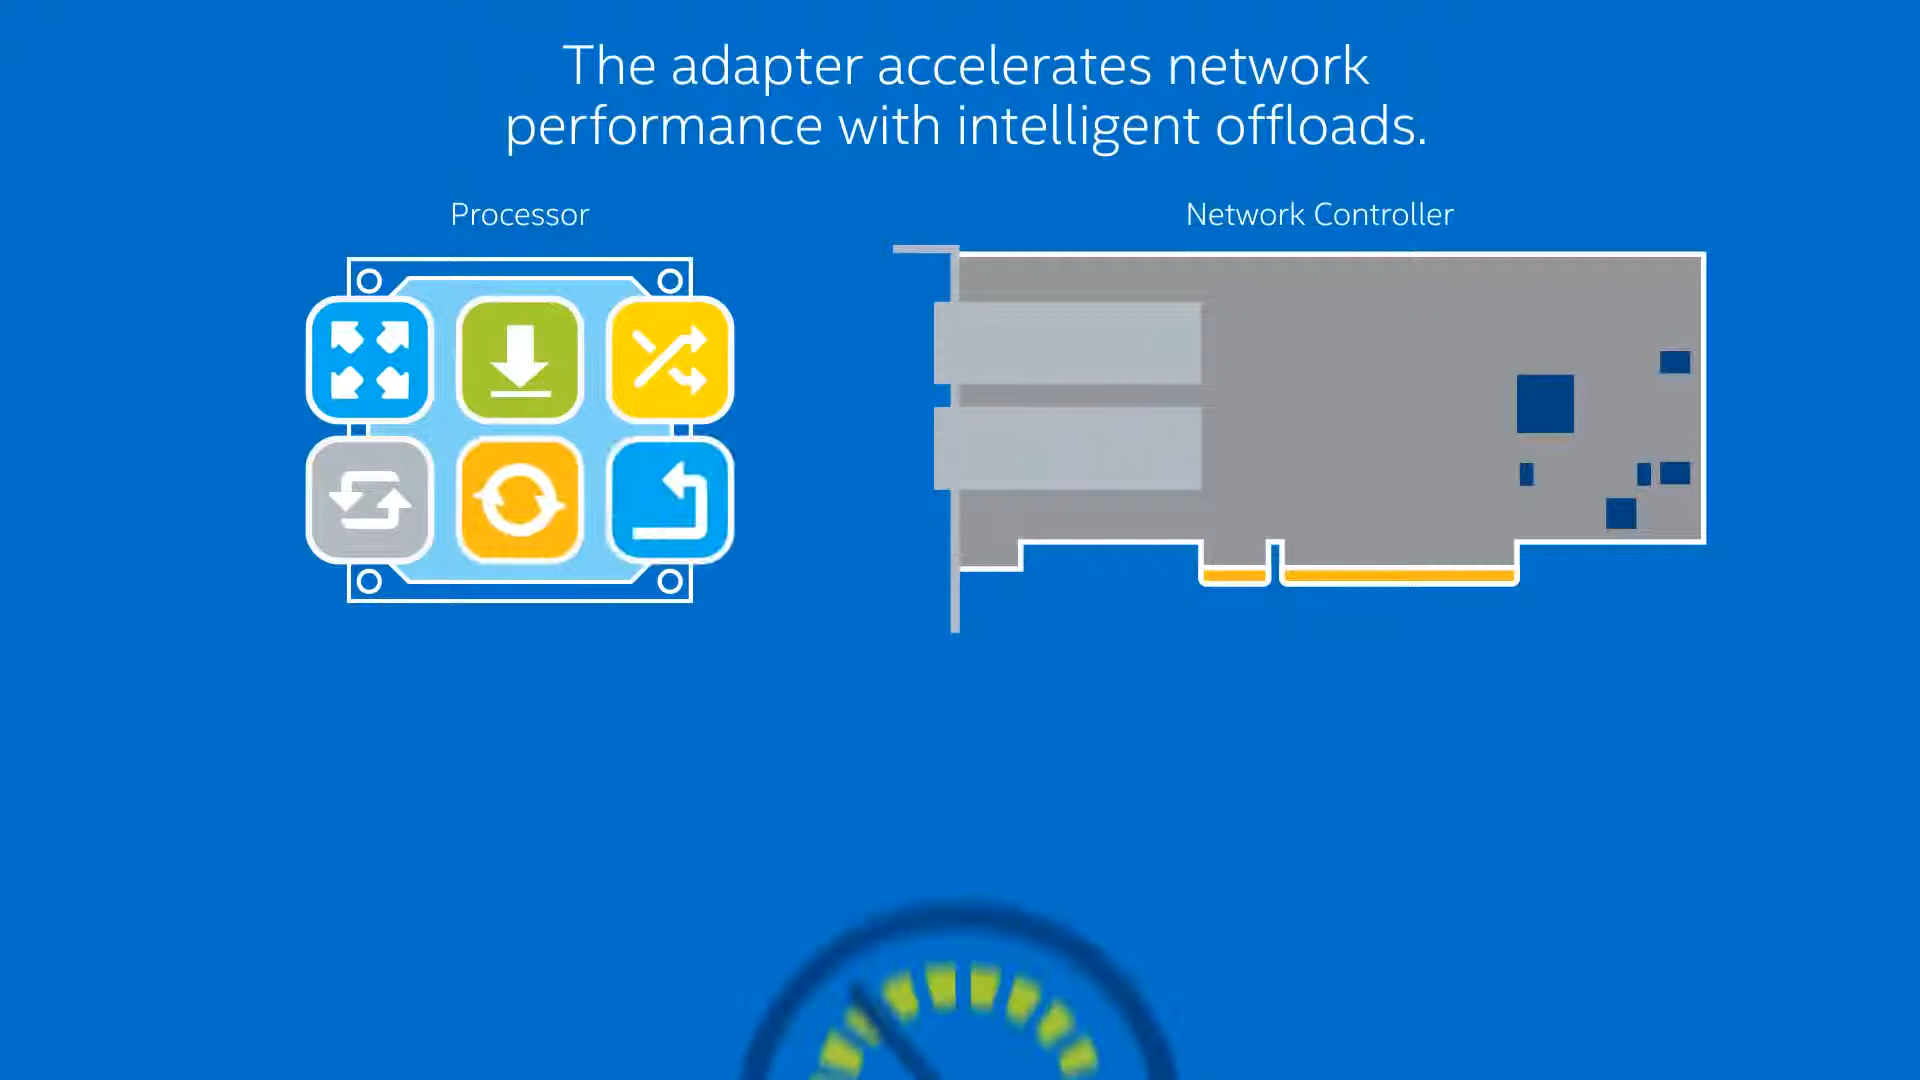 The adapter accelerates network
performance with intelligent offloads.
Processor
Network Controller